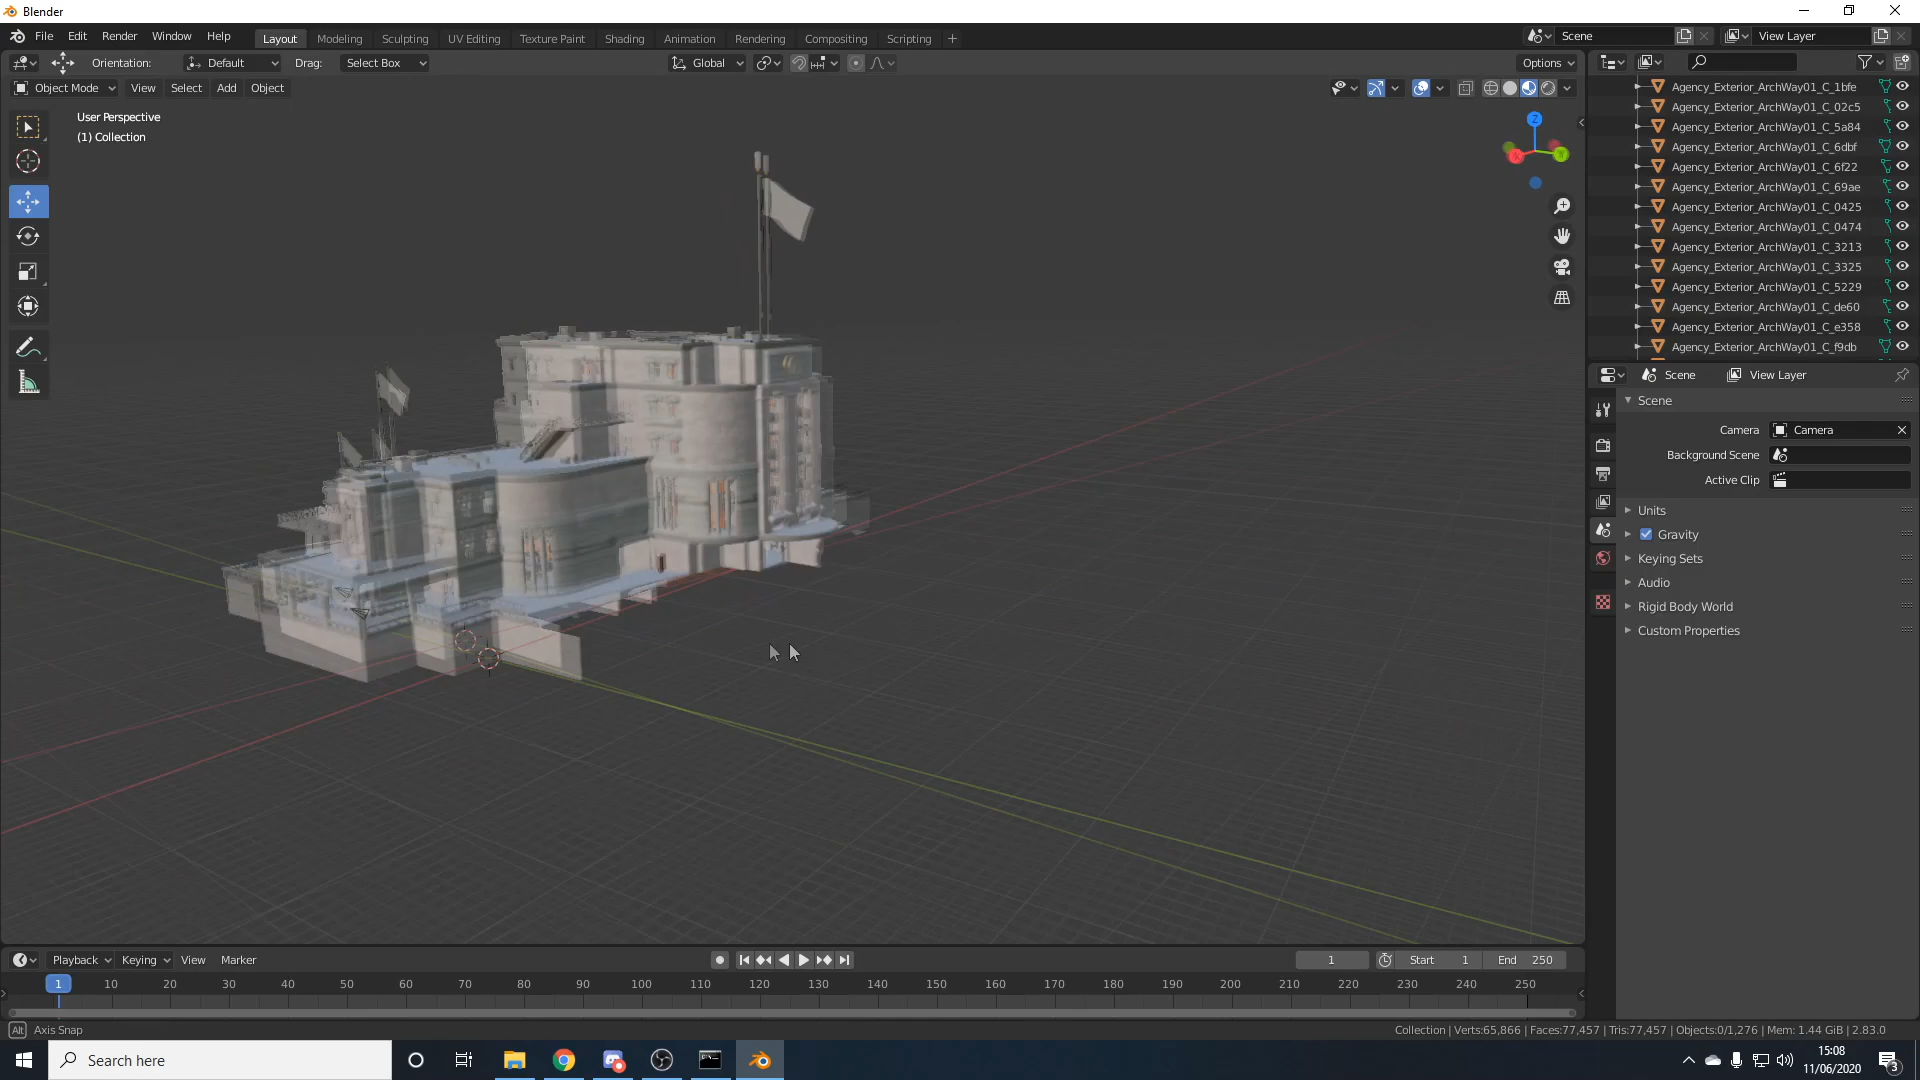 Blender
File Edit Render Window Help
Layout Modeling Sculpting UV Editing Texture Paint Shading Animation Rendering Compositing Scripting +
Scene
View Layer
Orientation: Default Drag: Select Box
Global
Options
Object Mode View Select Add Object
User Perspective
(1) Collection
Z
Agency_Exterior_ArchWay01_C_1bfe
Agency_Exterior_ArchWay01_C_02c5
Agency_Exterior_ArchWay01_C_5a84
Agency_Exterior_ArchWay01_C_6dbf
Agency_Exterior_ArchWay01_C_6f22
Agency_Exterior_ArchWay01_C_69ae
Agency_Exterior_ArchWay01_C_0425
Agency_Exterior_ArchWay01_C_0474
Agency_Exterior_ArchWay01_C_3213
Agency_Exterior_ArchWay01_C_3325
Agency_Exterior_ArchWay01_C_5229
Agency_Exterior_ArchWay01_C_de60
Agency_Exterior_ArchWay01_C_e358
Agency_Exterior_ArchWay01_C_f9db
Scene View Layer
Scene
Camera Camera
Background Scene
Active Clip
Units
Gravity
Keying Sets
Audio
Rigid Body World
Custom Properties
Playback Keying View Marker
1 Start 1 End 250
1 10 20 30 40 50 60 70 80 90 100 110 120 130 140 150 160 170 180 190 200 210 220 230 240 250
Alt Axis Snap
Collection | Verts:65,866 | Faces:77,457 | Tris:77,457 | Objects:0/1,276 | Mem: 1.44 GiB | 2.83.0
Search here
15:08
11/06/2020
3